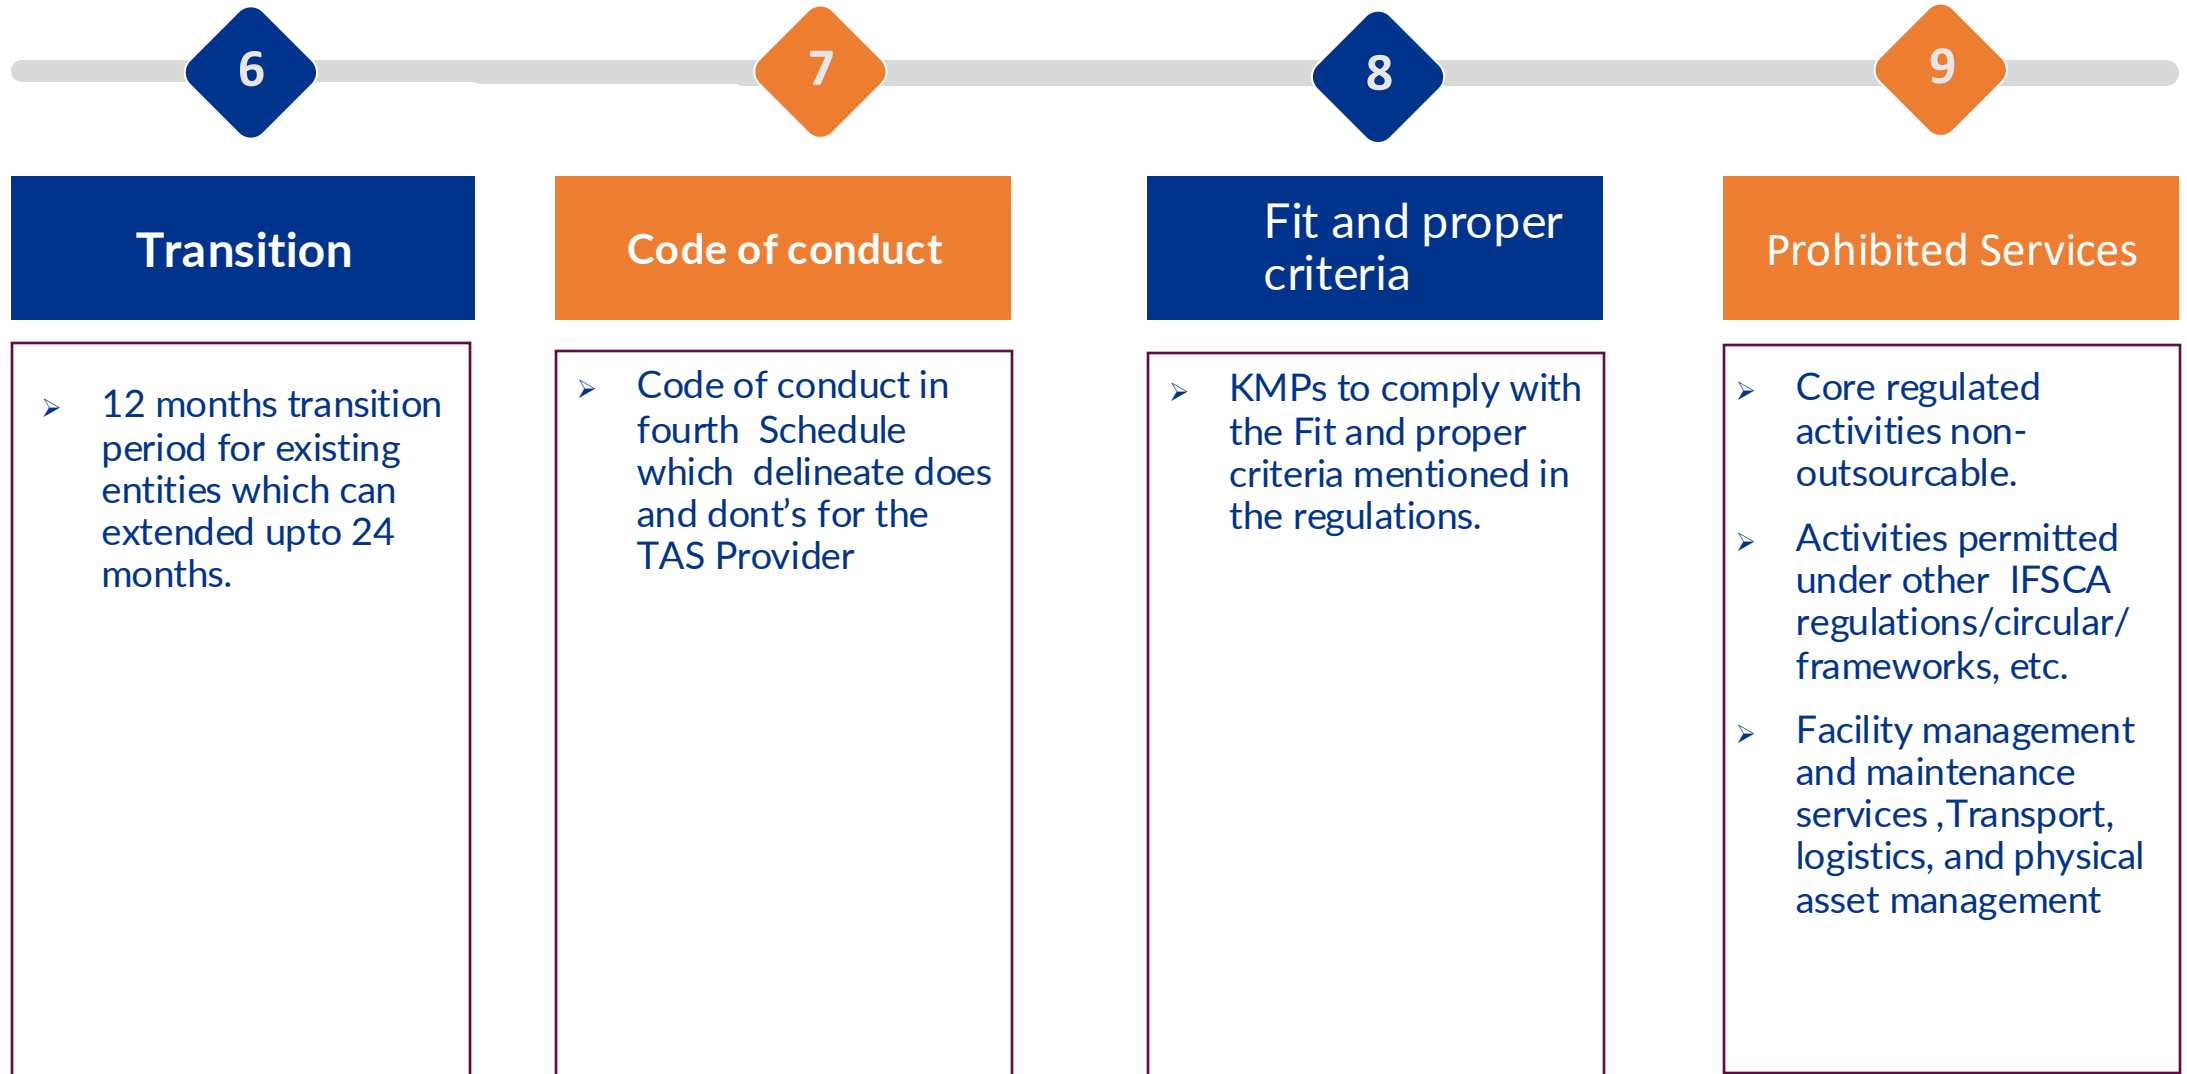 6
7
8
9
Transition
Code of conduct
Fit and proper
criteria
Prohibited Services
➢ 12 months transition
period for existing
entities which can
extended upto 24
months.
➢ Code of conduct in
fourth Schedule
which delineate does
and dont’s for the
TAS Provider
➢ KMPs to comply with
the Fit and proper
criteria mentioned in
the regulations.
➢ Core regulated
activities non-
outsourcable.
➢ Activities permitted
under other IFSCA
regulations/circular/
frameworks, etc.
➢ Facility management
and maintenance
services ,Transport,
logistics, and physical
asset management